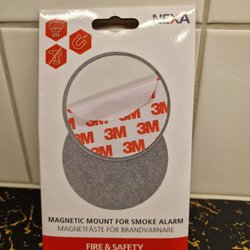 NEXA
3M 3M
3M 3M 3M
3M 3M
MAGNETIC MOUNT FOR SMOKE ALARM
MAGNETFÄSTE FÖR BRANDVARNARE
FIRE & SAFETY